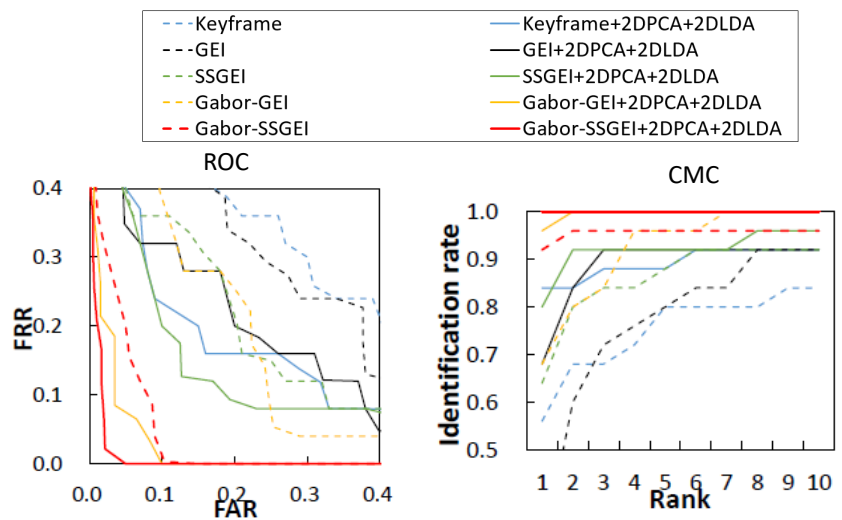 Keyframe Keyframe+2DPCA+2DLDA
GEI GEI+2DPCA+2DLDA
SSGEI SSGEI+2DPCA+2DLDA
Gabor-GEI Gabor-GEI+2DPCA+2DLDA
Gabor-SSGEI Gabor-SSGEI+2DPCA+2DLDA
ROC
0.4
0.3
0.2
0.1
0.0
FRR
0.0 0.1 0.2 0.3 0.4
FAR
CMC
1.0
0.9
0.8
0.7
0.6
0.5
Identification rate
1 2 3 4 5 6 7 8 9 10
Rank